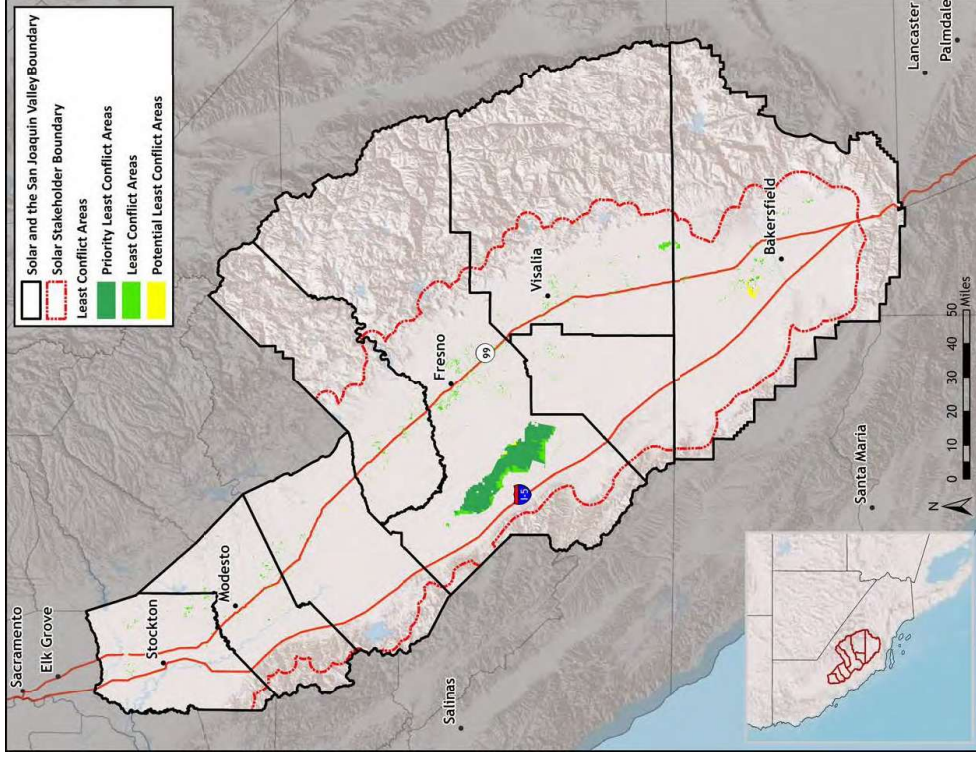 Solar and the San Joaquin ValleyBoundary
Solar Stakeholder Boundary
Least Conflict Areas
Priority Least Conflict Areas
Least Conflict Areas
Potential Least Conflict Areas
Sacramento
Elk Grove
Stockton
Modesto
Salinas
Fresno
99
I-5
Visalia
Bakersfield
Santa Maria
Lancaster
Palmdale
N
0 10 20 30 40 50 Miles